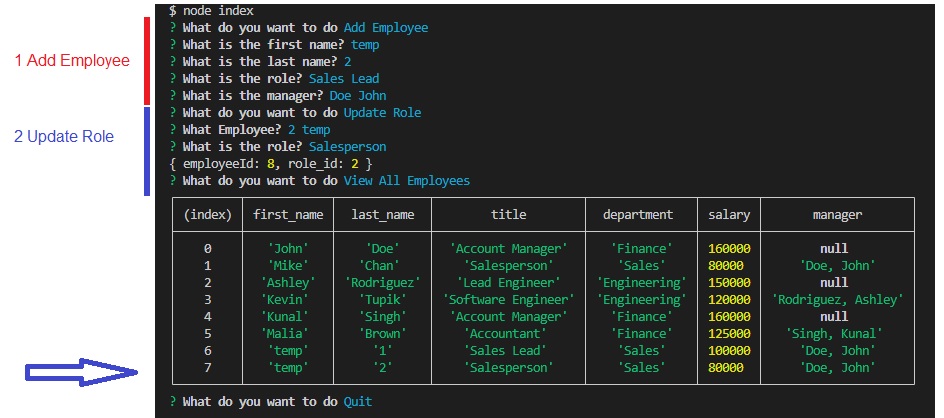 $ node index
? What do you want to do Add Employee
? What is the first name? temp
1 Add Employee
? What is the last name? 2
? What is the role? Sales Lead
? What is the manager? Doe John
? What do you want to do Update Role
2 Update Role
? What Employee? 2 temp
? What is the role? Salesperson
{ employeeId: 8, role_id: 2 }
? What do you want to do View All Employees
(index) first_name last_name title department salary manager
0 'John' 'Doe' 'Account Manager' 'Finance' 160000 null
1 'Mike' 'Chan' 'Salesperson' 'Sales' 80000 'Doe, John'
2 'Ashley' 'Rodriguez' 'Lead Engineer' 'Engineering' 150000 null
3 'Kevin' 'Tupik' 'Software Engineer' 'Engineering' 120000 'Rodriguez, Ashley'
4 'Kunal' 'Singh' 'Account Manager' 'Finance' 160000 null
5 'Malia' 'Brown' 'Accountant' 'Finance' 125000 'Singh, Kunal'
6 'temp' '1' 'Sales Lead' 'Sales' 100000 'Doe, John'
7 'temp' '2' 'Salesperson' 'Sales' 80000 'Doe, John'
? What do you want to do Quit